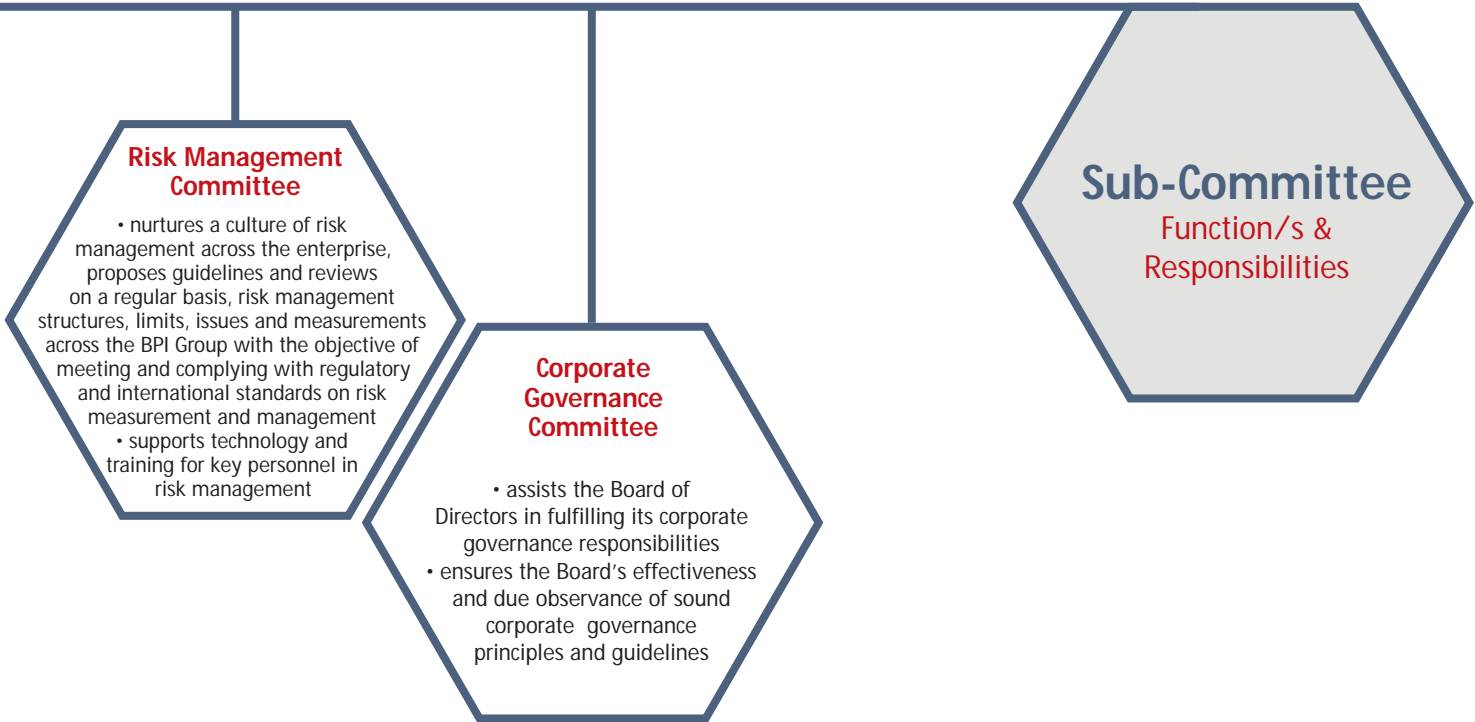 Risk Management
Committee
• nurtures a culture of risk
management across the enterprise,
proposes guidelines and reviews
on a regular basis, risk management
structures, limits, issues and measurements
across the BPI Group with the objective of
meeting and complying with regulatory
and international standards on risk
measurement and management
• supports technology and
training for key personnel in
risk management
Corporate
Governance
Committee
• assists the Board of
Directors in fulfilling its corporate
governance responsibilities
• ensures the Board's effectiveness
and due observance of sound
corporate governance
principles and guidelines
Sub-Committee
Function/s &
Responsibilities